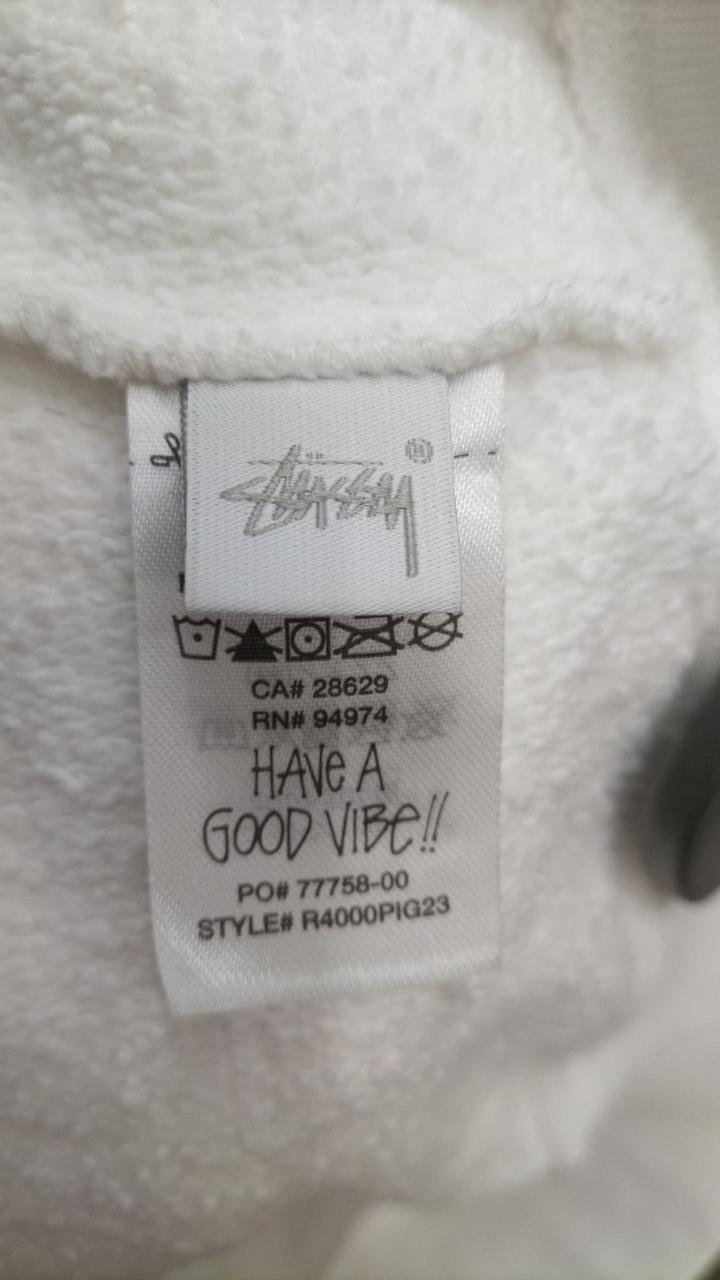 STÜSSY ®
CA# 28629
RN# 94974
HAVE A
GOOD VIBE!!
PO# 77758-00
STYLE# R4000PIG23